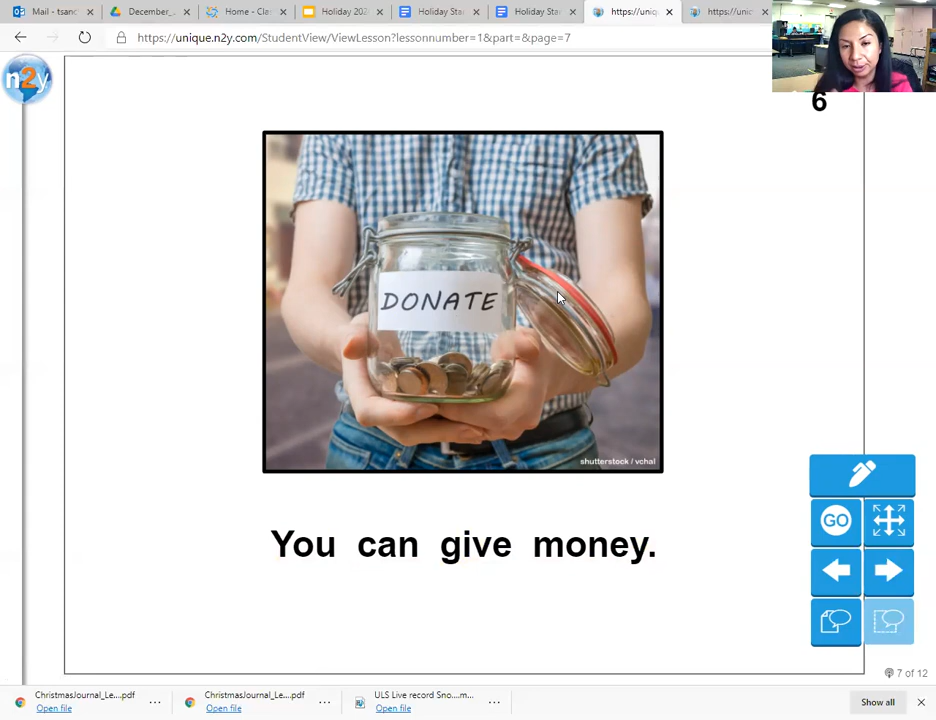 Mail - tsanc
December_
Home - Cla
Holiday 202
Holiday Sta
Holiday Sta
https://uniq
https://unic
https://unique.n2y.com/StudentView/ViewLesson?lessonnumber=1&part=&page=7
n2y
6
DONATE
shutterstock / vchal
You can give money.
GO
7 of 12
ChristmasJournal_Le....pdf
Open file
ChristmasJournal_Le....pdf
Open file
ULS Live record Sno....m...
Open file
Show all